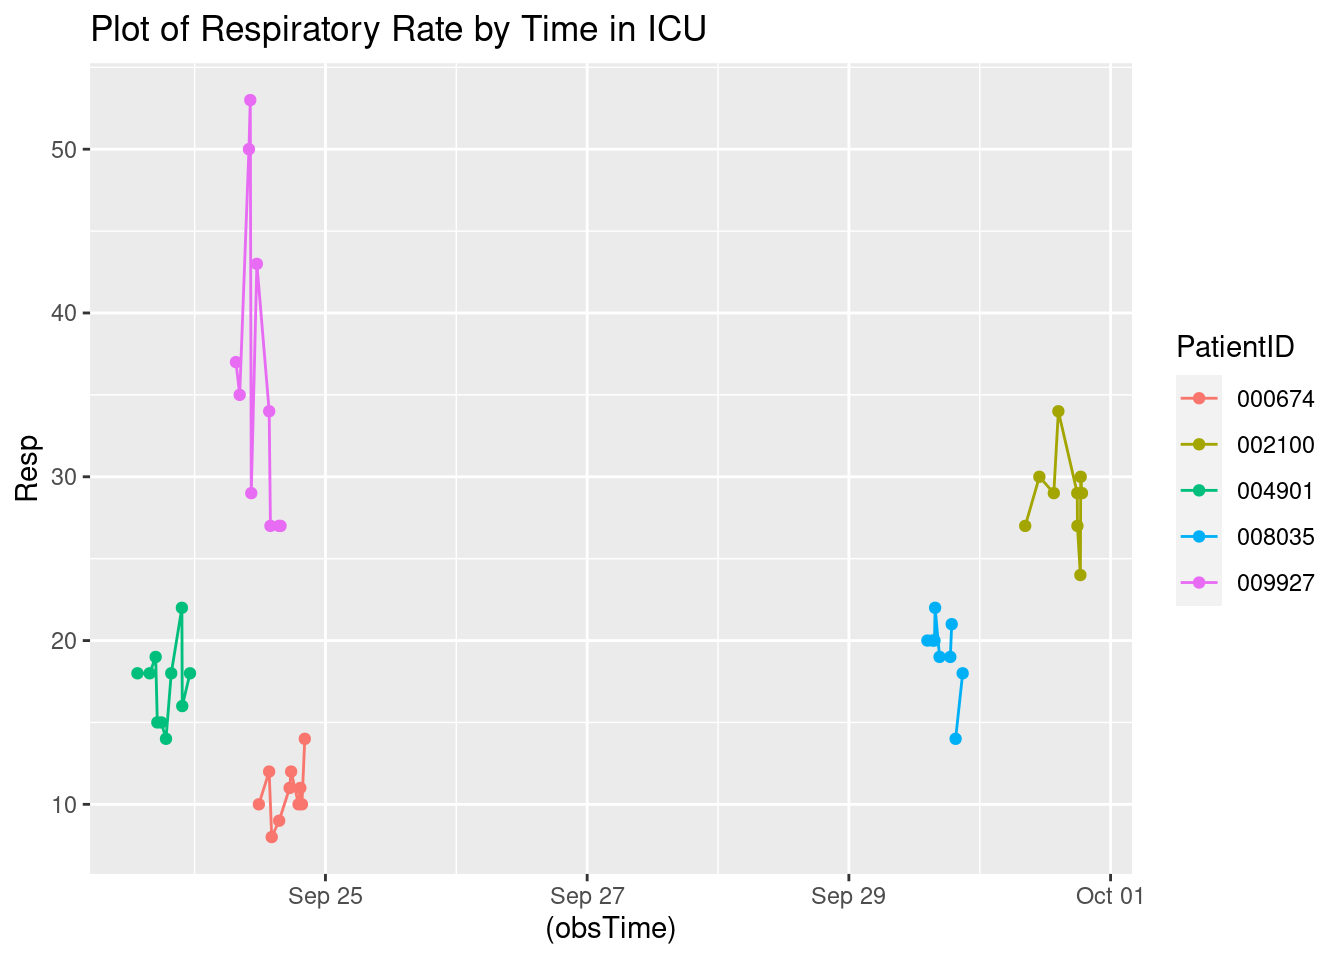 Plot of Respiratory Rate by Time in ICU
Resp
50
40
30
20
10
Sep 25
Sep 27
Sep 29
Oct 01
(obsTime)
PatientID
000674
002100
004901
008035
009927